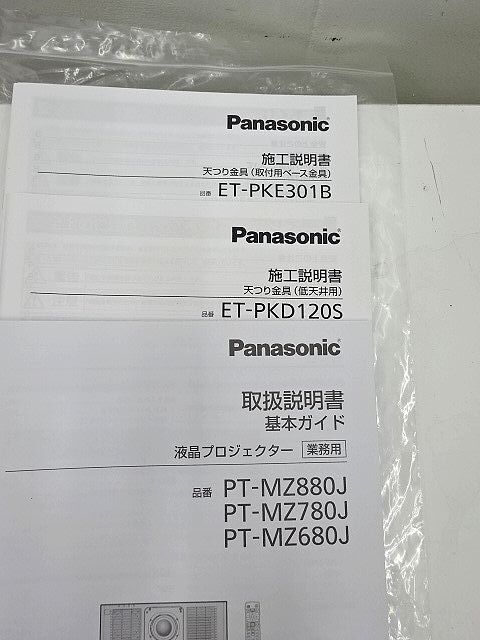 Panasonic
施工説明書
天つり金具(取付用ベース金具)
品番 ET-PKE301B
Panasonic
施工説明書
天つり金具(低天井用)
品番 ET-PKD120S
Panasonic
取扱説明書
基本ガイド
液晶プロジェクター 業務用
品番 PT-MZ880J
PT-MZ780J
PT-MZ680J